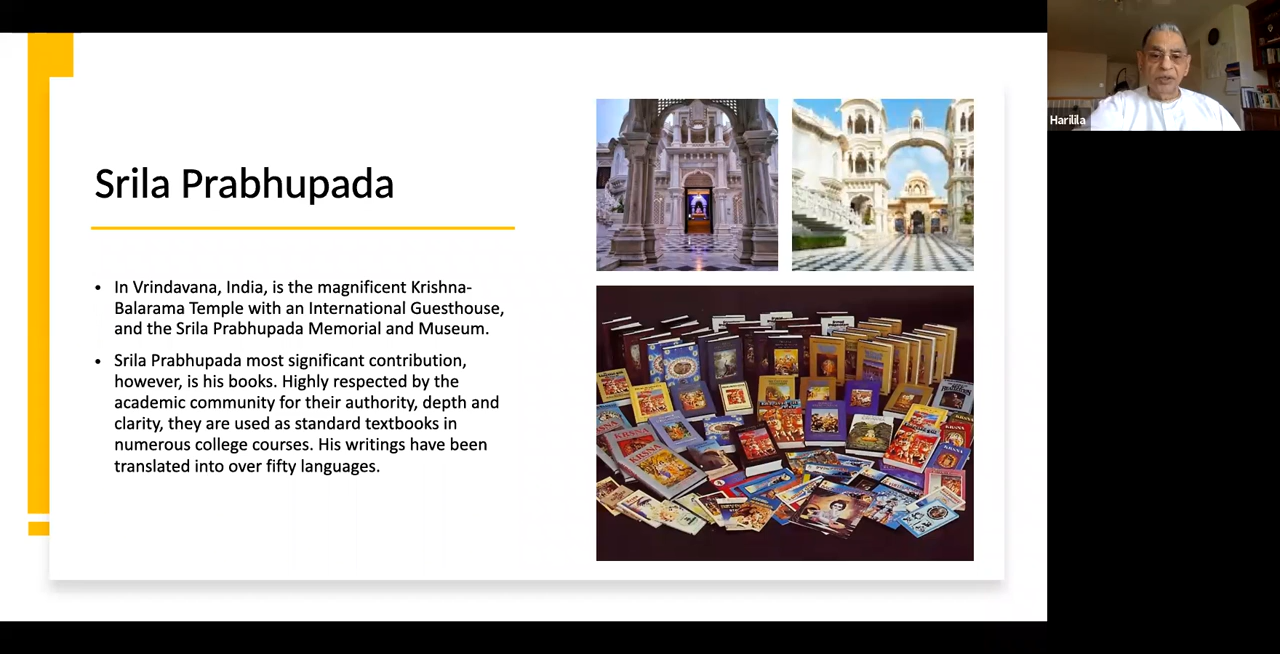 Srila Prabhupada
• In Vrindavana, India, is the magnificent Krishna-
Balarama Temple with an International Guesthouse,
and the Srila Prabhupada Memorial and Museum.
• Srila Prabhupada most significant contribution,
however, is his books. Highly respected by the
academic community for their authority, depth and
clarity, they are used as standard textbooks in
numerous college courses. His writings have been
translated into over fifty languages.
Harilila
KRSNA